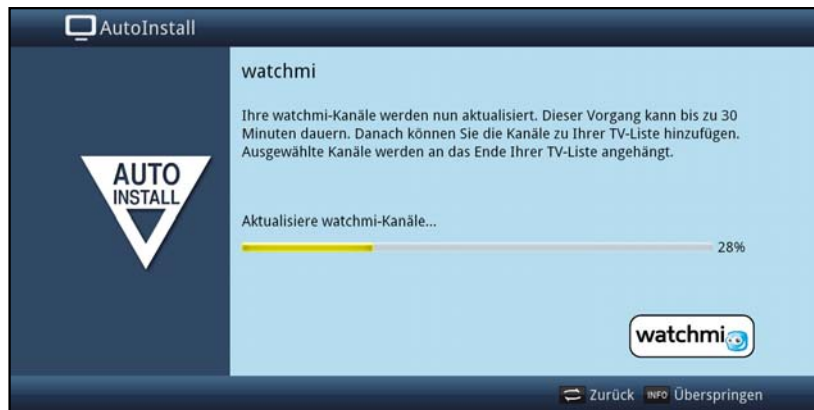 AutoInstall
watchmi
Ihre watchmi-Kanäle werden nun aktualisiert. Dieser Vorgang kann bis zu 30
Minuten dauern. Danach können Sie die Kanäle zu Ihrer TV-Liste hinzufügen.
Ausgewählte Kanäle werden an das Ende Ihrer TV-Liste angehängt.
AUTO
INSTALL
Aktualisiere watchmi-Kanäle...
28%
watchmi
Zurück INFO Überspringen